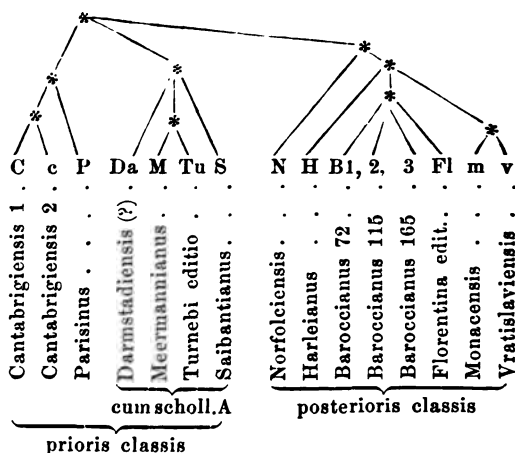 C c P Da M Tu S N H B1, 2, 3 Fl m v
Cantabrigiensis 1
Cantabrigiensis 2
Parisinus
Darmstadiensis (?)
Meermannianus
Turnebi editio
Saibantianus
Norfolciensis
Harleianus
Baroccianus 72
Baroccianus 115
Baroccianus 165
Florentina edit.
Monacensis
Vratislaviensis
cum scholl. A
posterioris classis
prioris classis